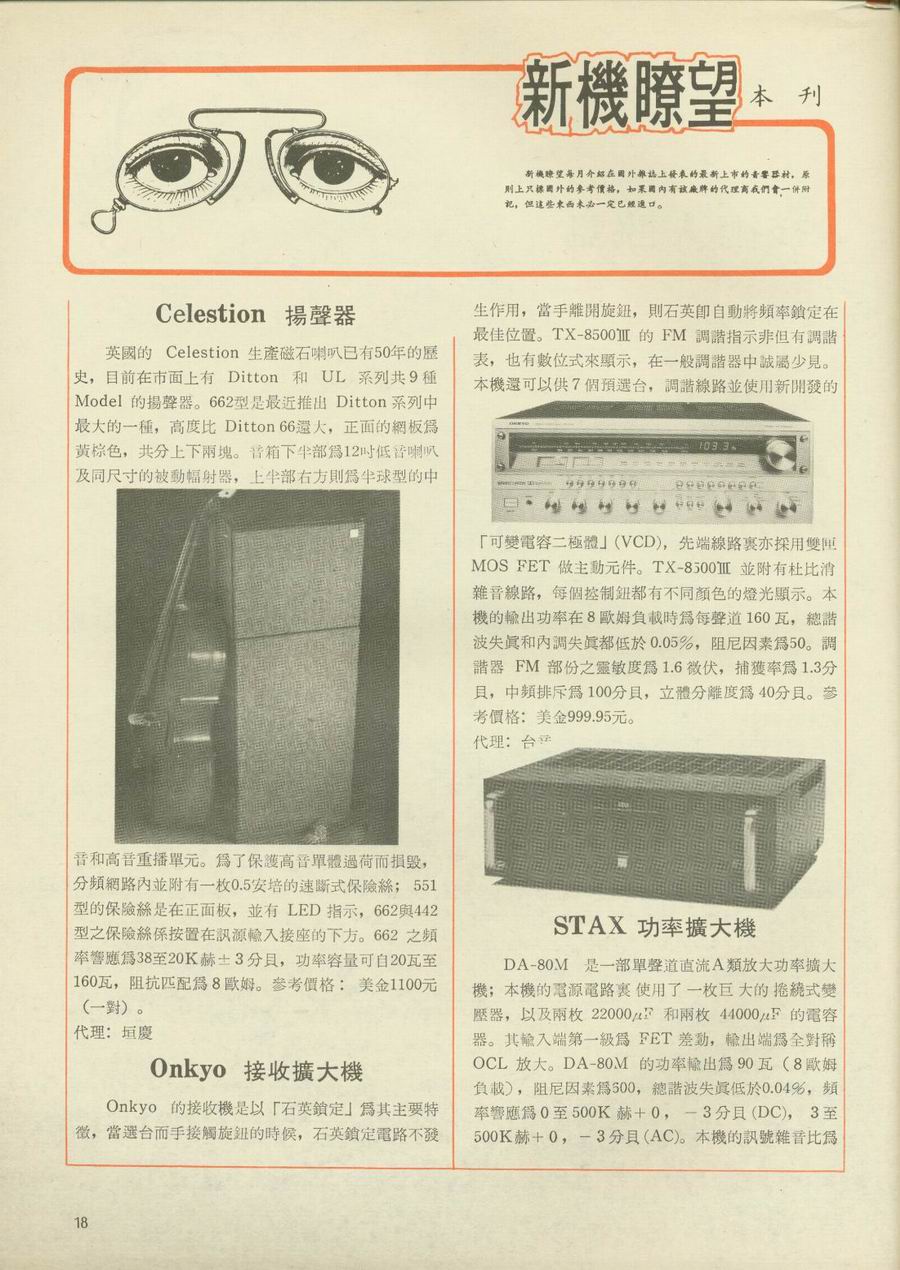 新機瞭望
本刊
新機瞭望每月介紹在國外雜誌上發表的最新上市的音響器材，原
則上只標國外的參考價格，如果國內有該廠牌的代理商我們會一併附
記，但這些東西未必一定已經進口。
Celestion 揚聲器
英國的 Celestion 生產磁石喇叭已有50年的歷
史，目前在市面上有 Ditton 和 UL 系列共9種
Model 的揚聲器。662型是最近推出 Ditton 系列中
最大的一種，高度比 Ditton 66還大，正面的網板爲
黃棕色，共分上下兩塊。音箱下半部爲12吋低音喇叭
及同尺寸的被動幅射器，上半部右方則爲半球型的中
音和高音重播單元。爲了保護高音單體過荷而損毀，
分頻網路內並附有一枚0.5安培的速斷式保險絲；551
型的保險絲是在正面板，並有 LED 指示，662與442
型之保險絲係按置在訊源輸入接座的下方。662 之頻
率響應爲38至20K赫±3分貝，功率容量可自20瓦至
160瓦，阻抗匹配爲8歐姆。參考價格：美金1100元
（一對）。
代理：垣慶
Onkyo 接收擴大機
Onkyo 的接收機是以「石英鎖定」爲其主要特
徵，當選台而手接觸旋鈕的時候，石英鎖定電路不發
生作用，當手離開旋鈕，則石英卽自動將頻率鎖定在
最佳位置。TX-8500Ⅲ 的 FM 調諧指示非但有調諧
表，也有數位式來顯示，在一般調諧器中誠屬少見。
本機還可以供7個預選台，調諧線路並使用新開發的
ONKYO
103.3
「可變電容二極體」(VCD)，先端線路裏亦採用雙匣
MOS FET 做主動元件。TX-8500Ⅲ 並附有杜比消
雜音線路，每個控制鈕都有不同顏色的燈光顯示。本
機的輸出功率在8歐姆負載時爲每聲道 160 瓦，總諧
波失眞和內調失眞都低於 0.05%，阻尼因素爲50。調
諧器 FM 部份之靈敏度爲 1.6 微伏，捕獲率爲 1.3分
貝，中頻排斥爲 100分貝，立體分離度爲 40分貝。參
考價格：美金999.95元。
代理：台音
STAX 功率擴大機
DA-80M 是一部單聲道直流A類放大功率擴大
機；本機的電源電路裏使用了一枚巨大的捲繞式變
壓器，以及兩枚 22000μF 和兩枚 44000μF 的電容
器。其輸入端第一級爲 FET 差動，輸出端爲全對稱
OCL 放大。DA-80M 的功率輸出爲90瓦（8歐姆
負載），阻尼因素爲300，總諧波失眞低於0.04%，頻
率響應爲0至500K 赫＋0，－3分貝(DC)， 3至
500K赫＋0，－3分貝(AC)。本機的訊號雜音比爲
18